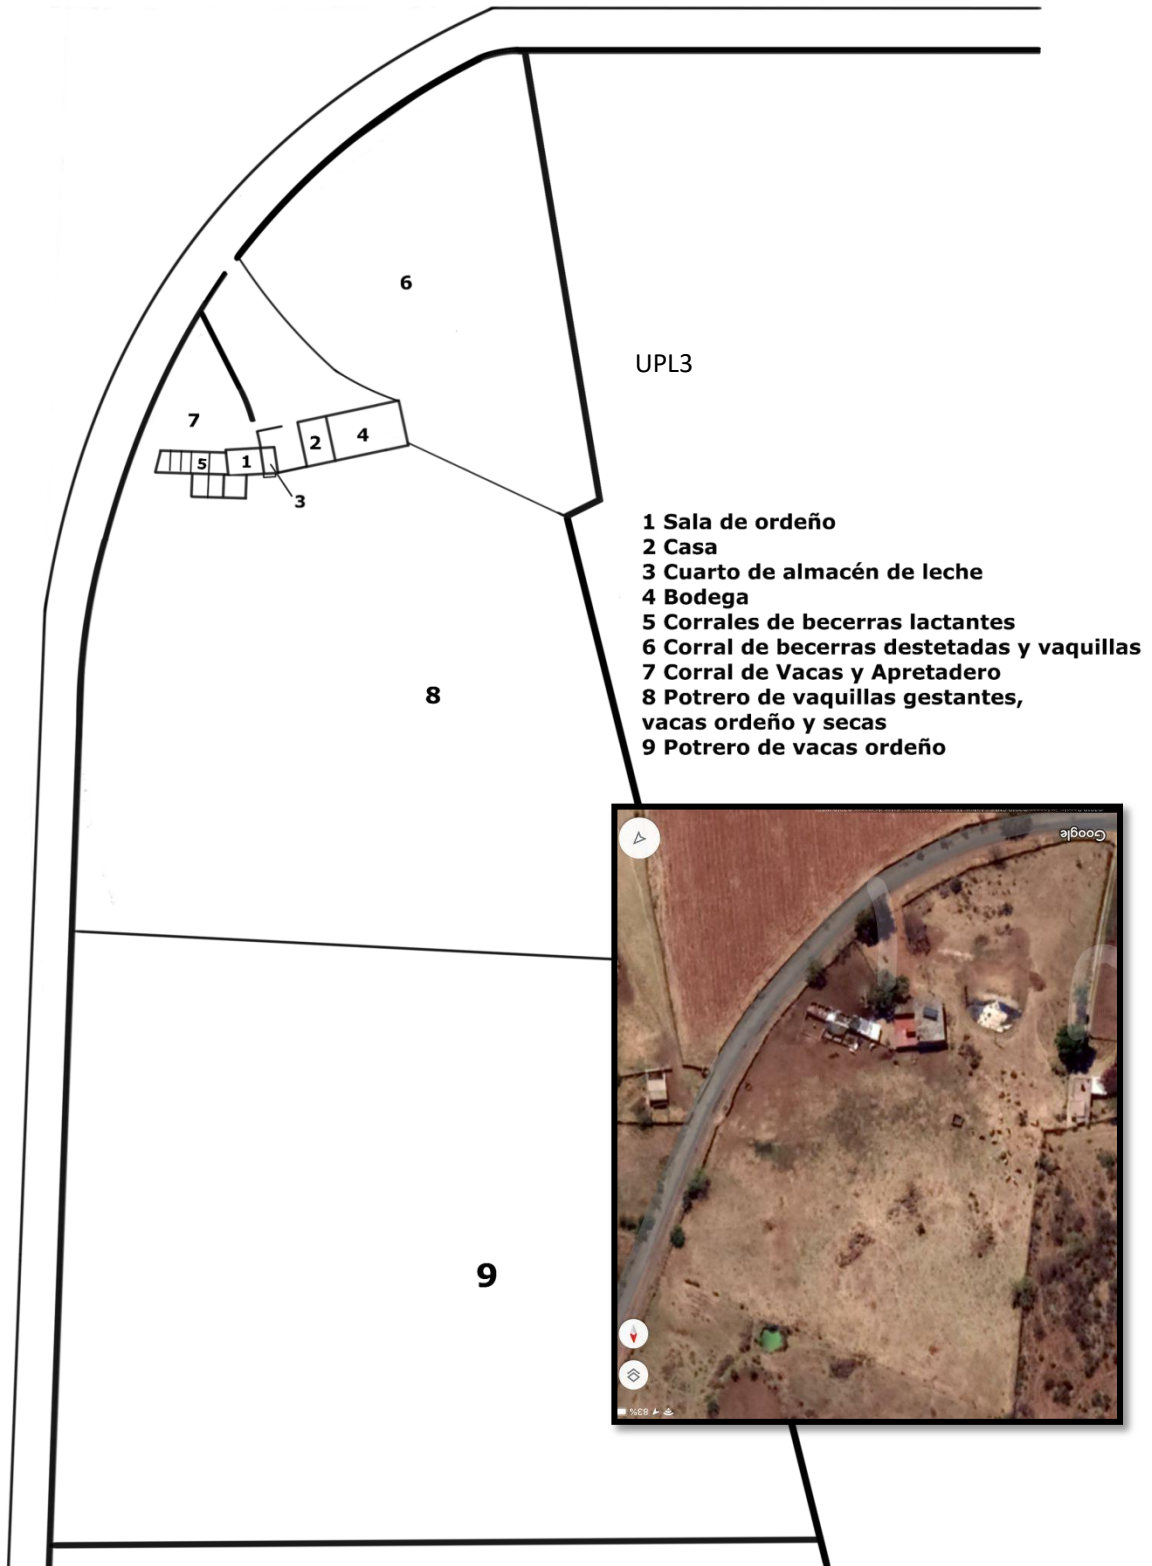 6
UPL3
7
2
4
5
1
3
1 Sala de ordeño
2 Casa
3 Cuarto de almacén de leche
4 Bodega
5 Corrales de becerras lactantes
6 Corral de becerras destetadas y vaquillas
7 Corral de Vacas y Apretadero
8 Potrero de vaquillas gestantes,
vacas ordeño y secas
9 Potrero de vacas ordeño
8
Google
9
83%